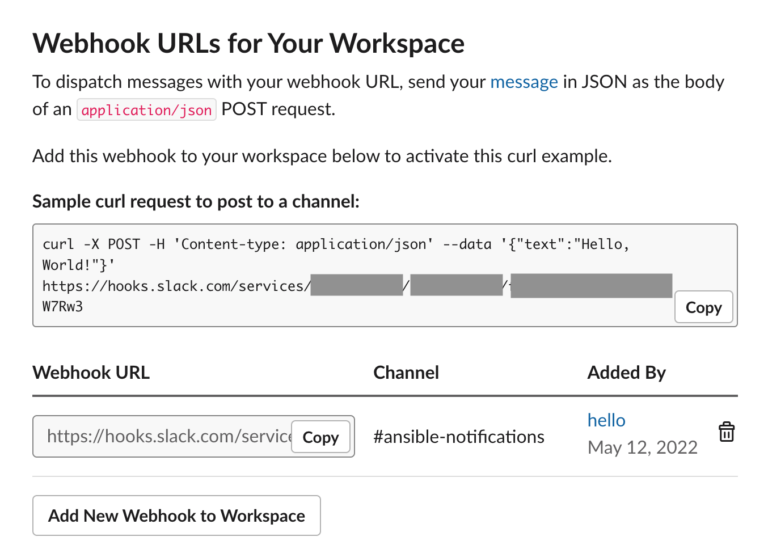 Webhook URLs for Your Workspace
To dispatch messages with your webhook URL, send your message in JSON as the body
of an application/json POST request.
Add this webhook to your workspace below to activate this curl example.
Sample curl request to post to a channel:
curl -X POST -H 'Content-type: application/json' --data '{"text":"Hello,
World!"}'
https://hooks.slack.com/services/ / /
W7Rw3
Copy
Webhook URL Channel Added By
https://hooks.slack.com/service Copy #ansible-notifications hello
May 12, 2022
Add New Webhook to Workspace